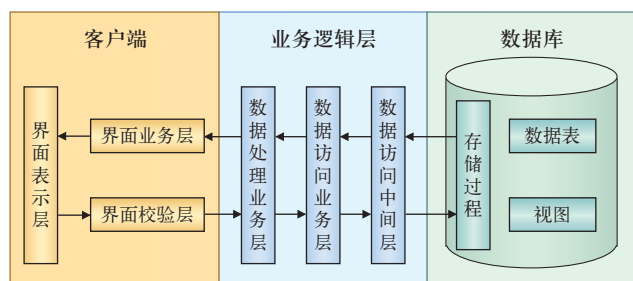 客户端
业务逻辑层
数据库
界面表示层
界面业务层
界面校验层
数据处理业务层
数据访问业务层
数据访问中间层
存储过程
数据表
视图